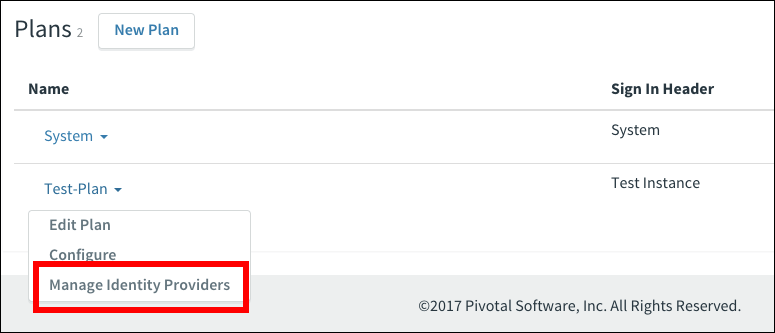 Plans 2 New Plan
Name Sign In Header
System System
Test-Plan Test Instance
Edit Plan
Configure
Manage Identity Providers
©2017 Pivotal Software, Inc. All Rights Reserved.